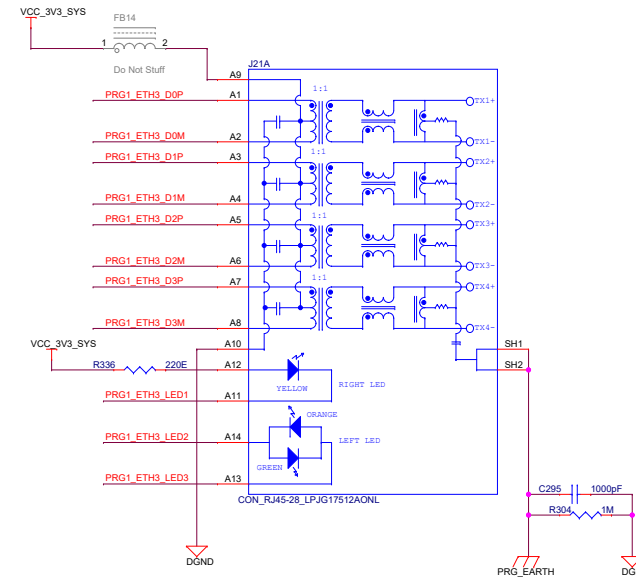 VCC_3V3_SYS
FB14
1
2
Do Not Stuff
J21A
A9
1:1
PRG1_ETH3_D0P
A1
TX1+
PRG1_ETH3_D0M
A2
TX1-
1:1
PRG1_ETH3_D1P
A3
TX2+
PRG1_ETH3_D1M
A4
TX2-
1:1
PRG1_ETH3_D2P
A5
TX3+
PRG1_ETH3_D2M
A6
TX3-
1:1
PRG1_ETH3_D3P
A7
TX4+
PRG1_ETH3_D3M
A8
TX4-
VCC_3V3_SYS
A10
SH1
R336
220E
A12
SH2
YELLOW
RIGHT LED
PRG1_ETH3_LED1
A11
ORANGE
PRG1_ETH3_LED2
A14
LEFT LED
GREEN
PRG1_ETH3_LED3
A13
CON_RJ45-28_LPJG17512AONL
C295
1000pF
R304
1M
DGND
PRG_EARTH
DG